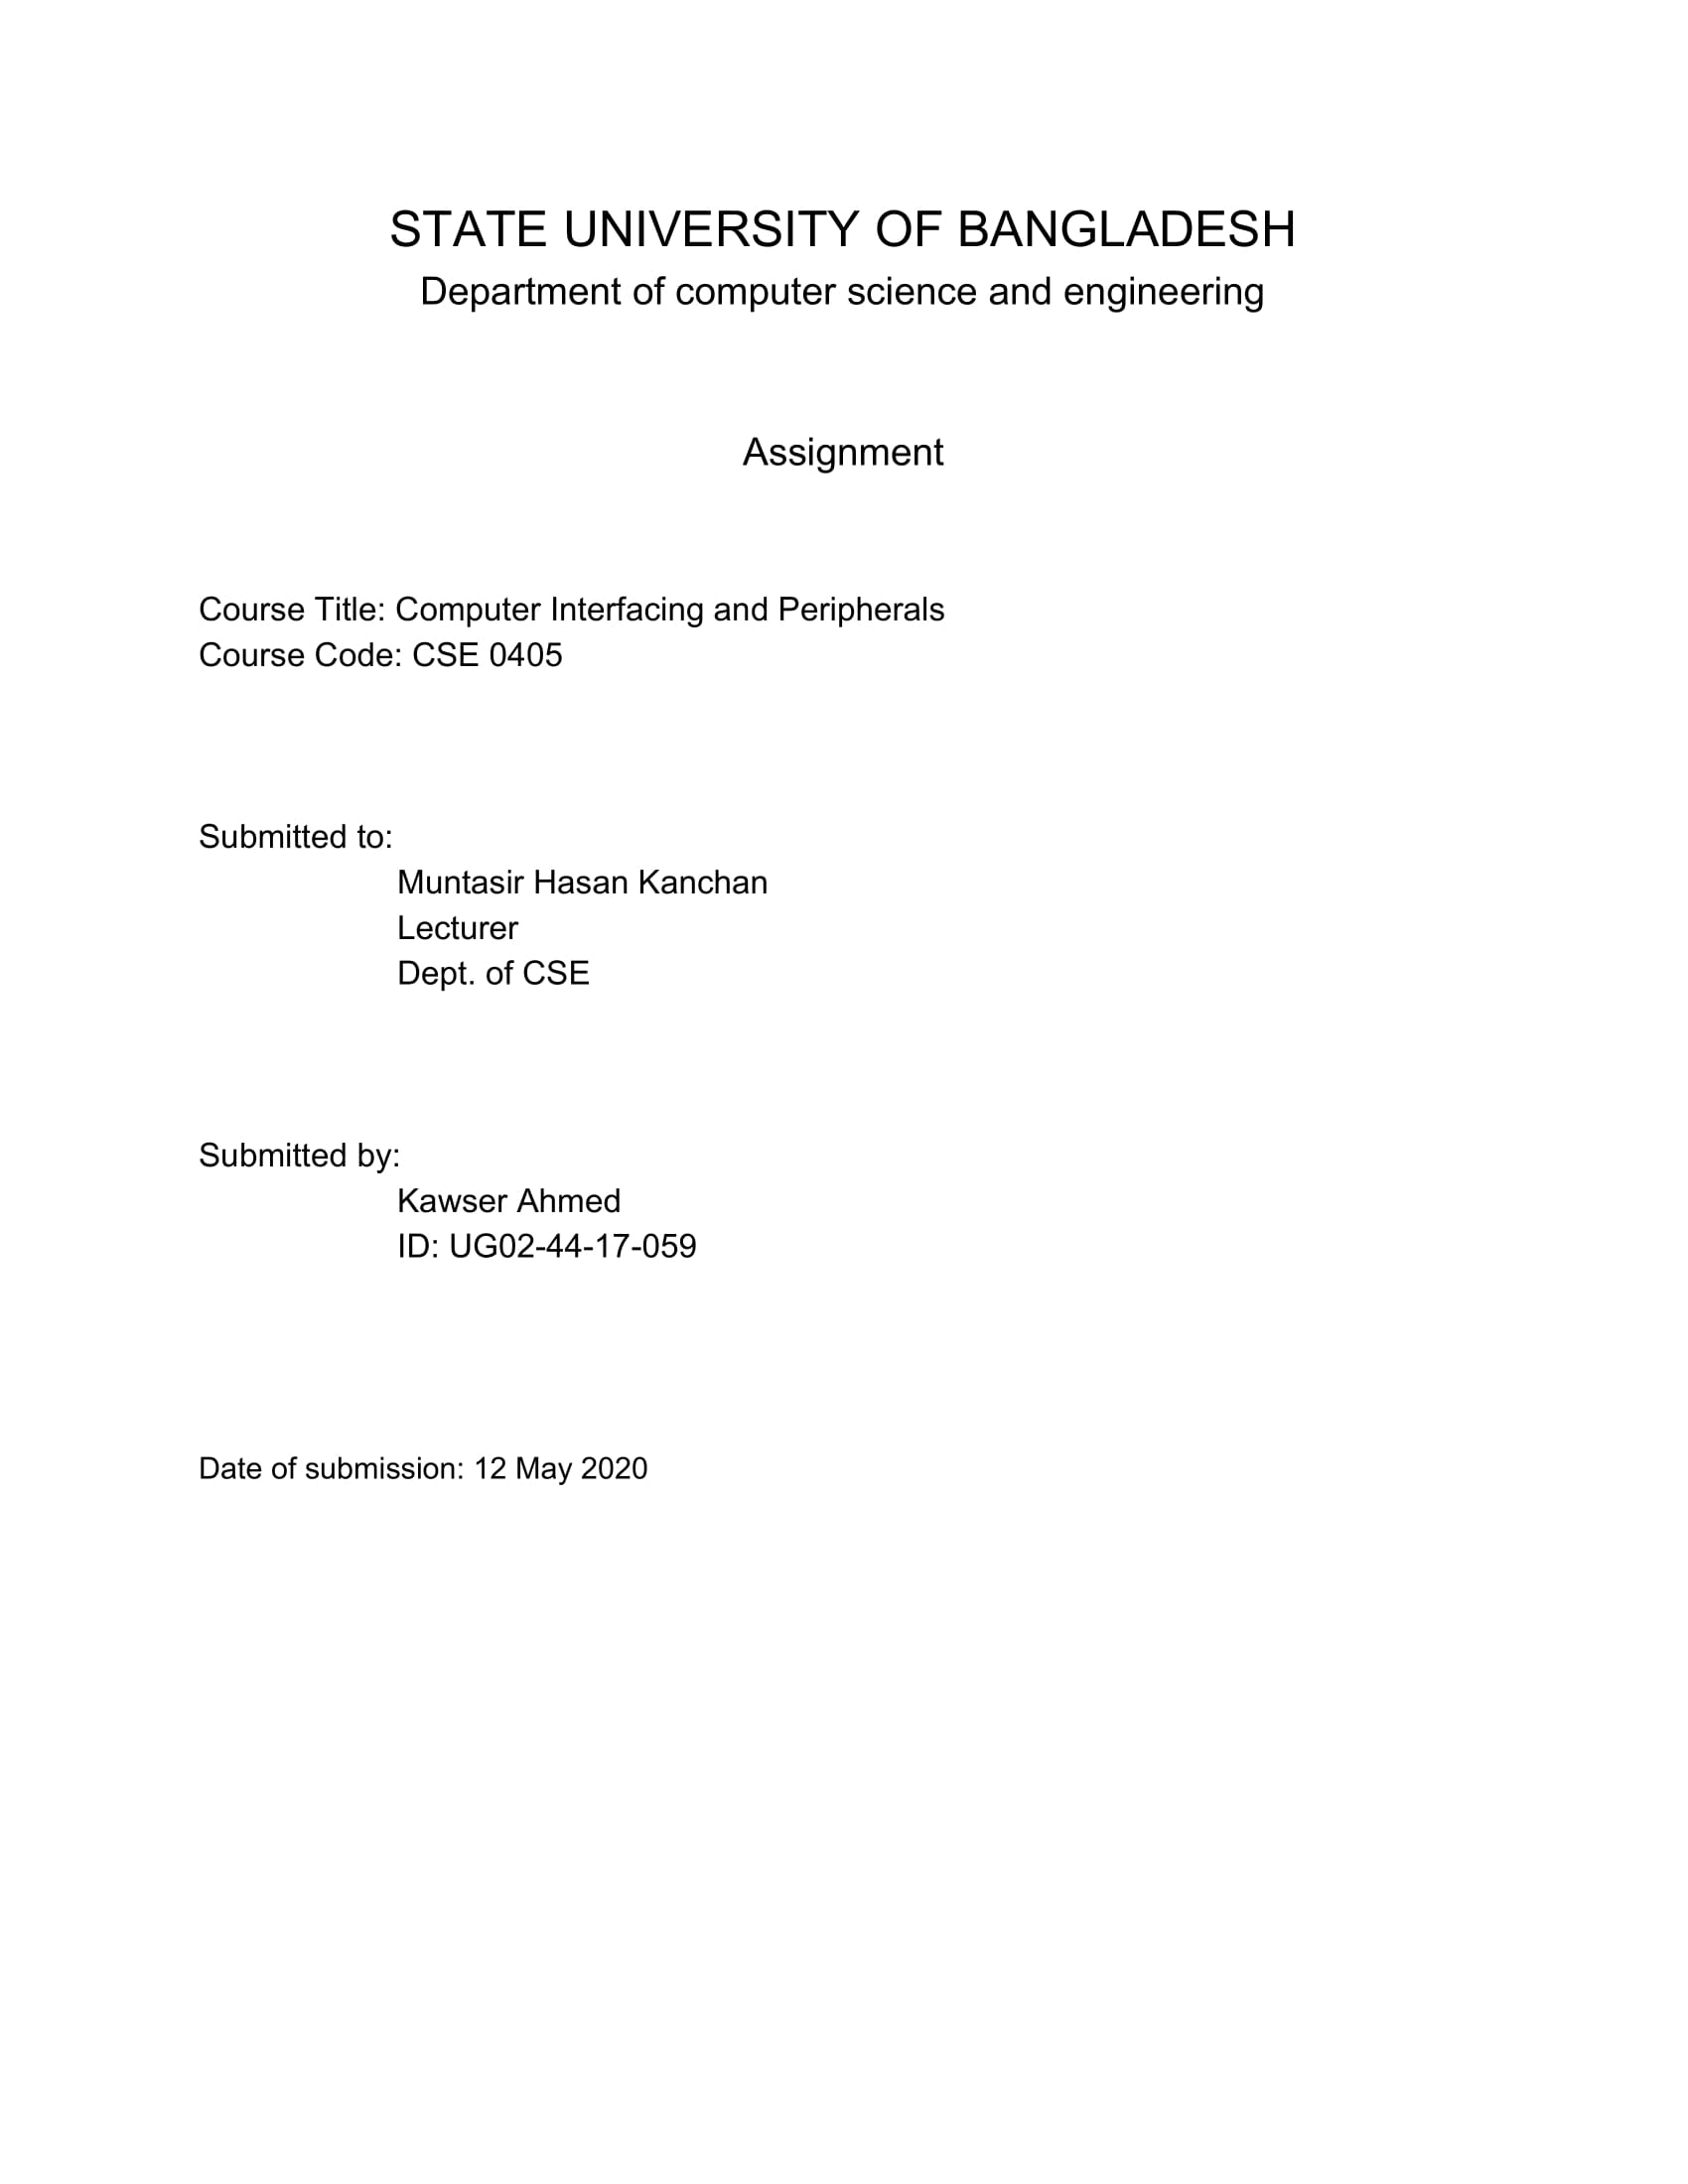 STATE UNIVERSITY OF BANGLADESH
Department of computer science and engineering
Assignment
Course Title: Computer Interfacing and Peripherals
Course Code: CSE 0405
Submitted to:
Muntasir Hasan Kanchan
Lecturer
Dept. of CSE
Submitted by:
Kawser Ahmed
ID: UG02-44-17-059
Date of submission: 12 May 2020